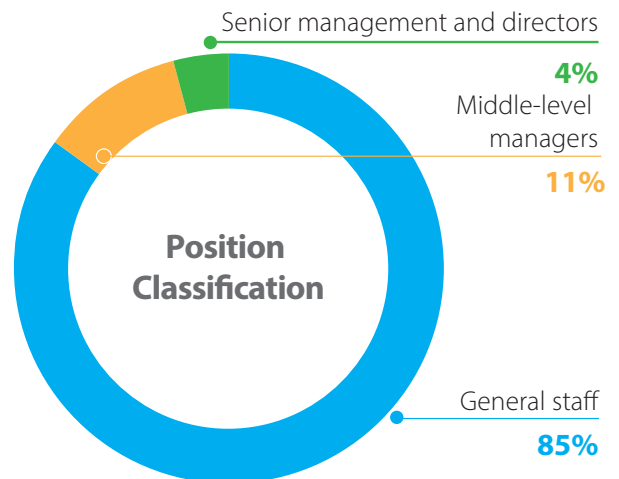 Senior management and directors
4%
Middle-level
managers
11%
Position
Classification
General staff
85%